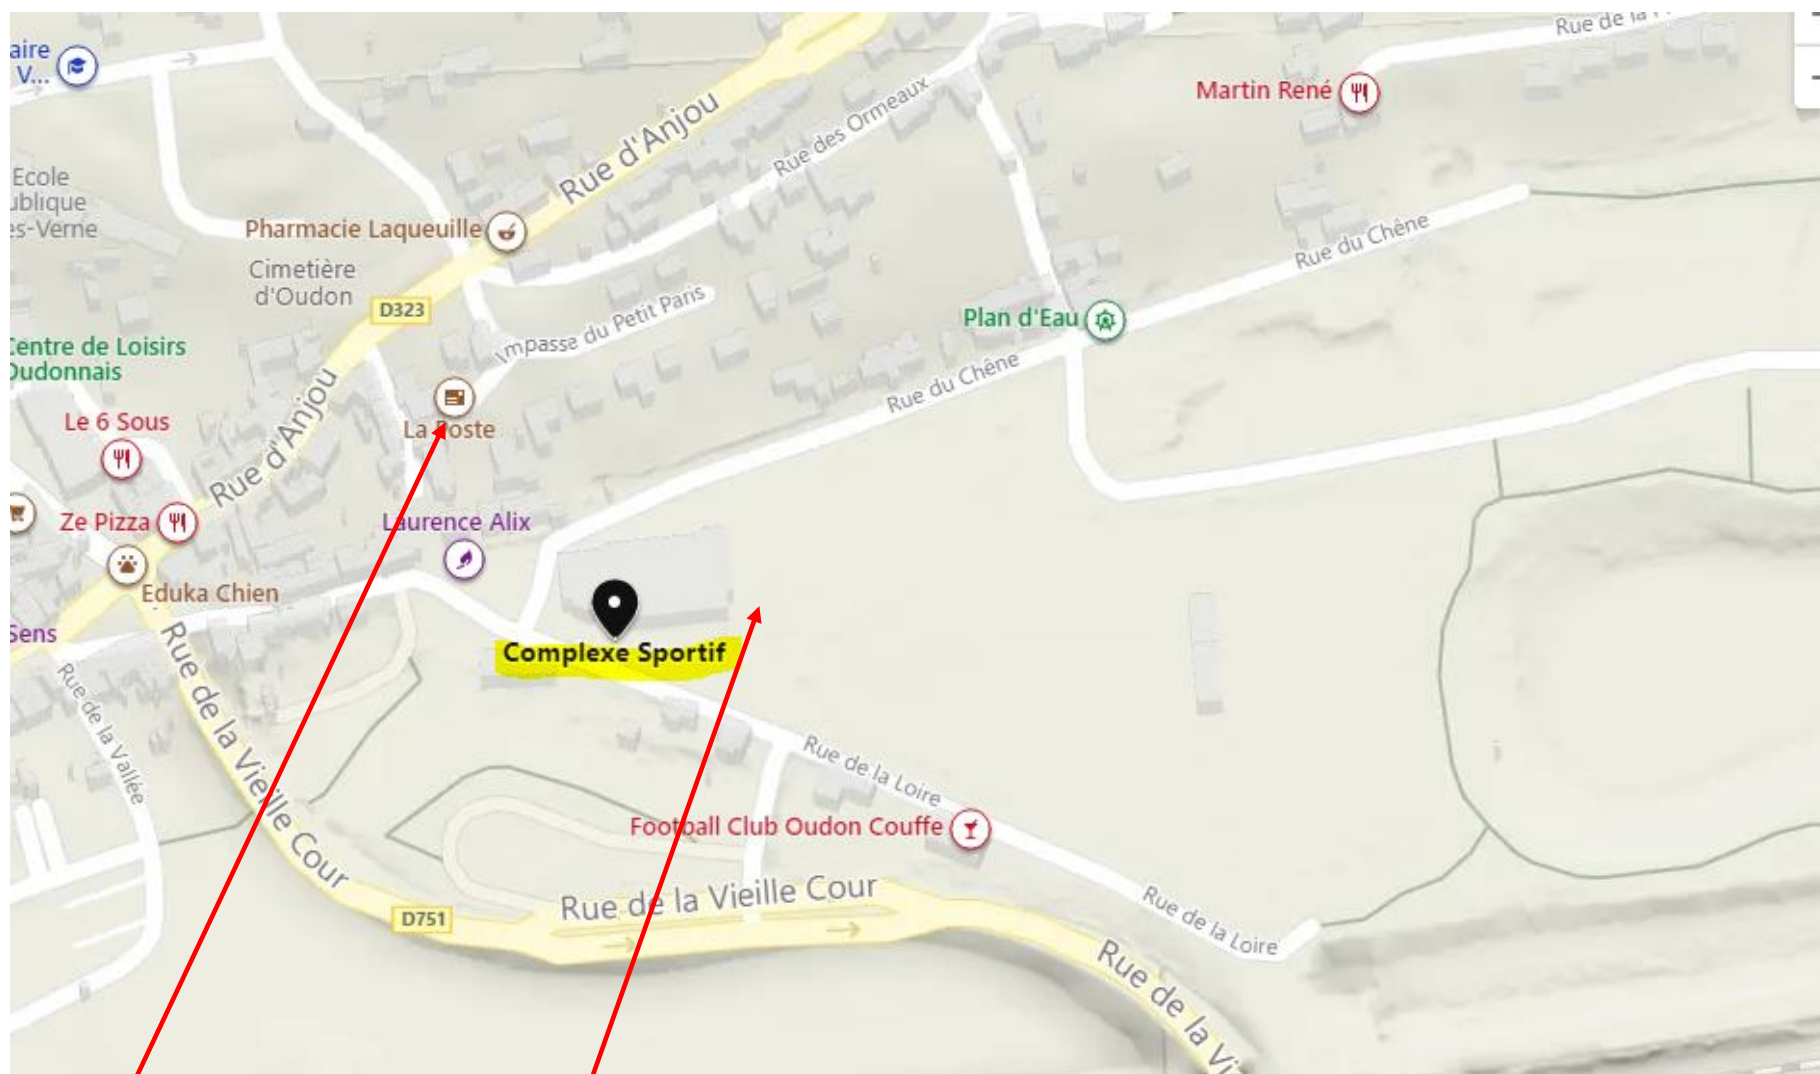 aire
V...
Rue de la
Martin René
Rue d'Anjou
Rue des Ormeaux
Ecole
ublique
es-Verne
Pharmacie Laqueuille
Cimetière
d'Oudon
D323
Rue du Chêne
Impasse du Petit Paris
Plan d'Eau
Centre de Loisirs
Oudonnais
Rue du Chêne
Le 6 Sous
La Poste
Rue d'Anjou
Ze Pizza
Laurence Alix
Eduka Chien
Sens
Complexe Sportif
Rue de la Vallée
Rue de la Vieille Cour
Rue de la Loire
Football Club Oudon Couffe
Rue de la Vieille Cour
D751
Rue de la Loire
Rue de la Vi